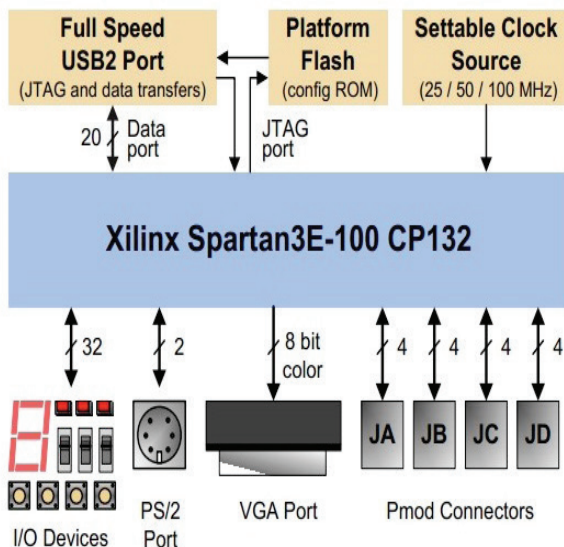 Full Speed
USB2 Port
(JTAG and data transfers)
Platform
Flash
(config ROM)
Settable Clock
Source
(25 / 50 / 100 MHz)
20
Data
port
JTAG
port
Xilinx Spartan3E-100 CP132
32
2
8 bit
color
4
4
4
4
JA
JB
JC
JD
I/O Devices
PS/2
Port
VGA Port
Pmod Connectors